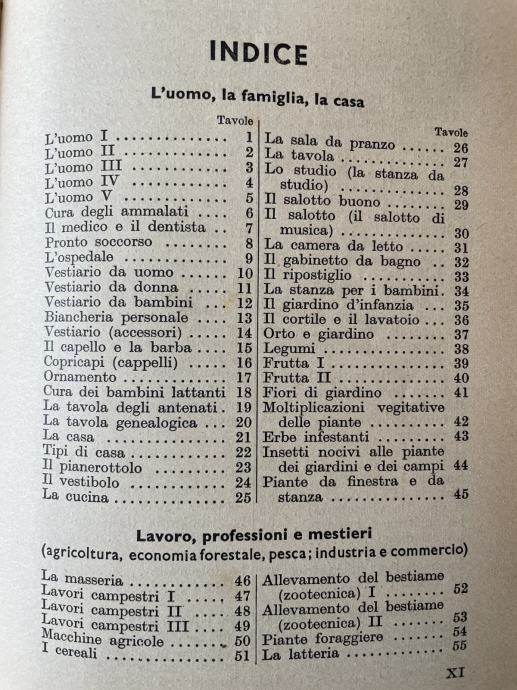 INDICE
L'uomo, la famiglia, la casa
Tavole
L'uomo I ............. 1
L'uomo II ............ 2
L'uomo III ........... 3
L'uomo IV ............ 4
L'uomo V ............. 5
Cura degli ammalati .... 6
Il medico e il dentista .. 7
Pronto soccorso ........ 8
L'ospedale ............. 9
Vestiario da uomo .... 10
Vestiario da donna .... 11
Vestiario da bambini ... 12
Biancheria personale .... 13
Vestiario (accessori) .... 14
Il capello e la barba .... 15
Copricapi (cappelli) .... 16
Ornamento ............ 17
Cura dei bambini lattanti 18
La tavola degli antenati . 19
La tavola genealogica ... 20
La casa ............... 21
Tipi di casa ........... 22
Il pianerottolo ......... 23
Il vestibolo ............ 24
La cucina ............. 25
Tavole
La sala da pranzo ...... 26
La tavola ............. 27
Lo studio (la stanza da
studio) ............. 28
Il salotto buono ....... 29
Il salotto (il salotto di
musica) ............. 30
La camera da letto .... 31
Il gabinetto da bagno .. 32
Il ripostiglio .......... 33
La stanza per i bambini . 34
Il giardino d'infanzia ... 35
Il cortile e il lavatoio ... 36
Orto e giardino ....... 37
Legumi ............... 38
Frutta I .............. 39
Frutta II ............. 40
Fiori di giardino ...... 41
Moltiplicazioni vegitative
delle piante ......... 42
Erbe infestanti ........ 43
Insetti nocivi alle piante
dei giardini e dei campi 44
Piante da finestra e da
stanza .............. 45
Lavoro, professioni e mestieri
(agricoltura, economia forestale, pesca; industria e commercio)
La masseria ........... 46
Lavori campestri I ..... 47
Lavori campestri II .... 48
Lavori campestri III ... 49
Macchine agricole ...... 50
I cereali .............. 51
Allevamento del bestiame
(zootecnica) I ....... 52
Allevamento del bestiame
(zootecnica) II ...... 53
Piante foraggiere ...... 54
La latteria ............ 55
XI